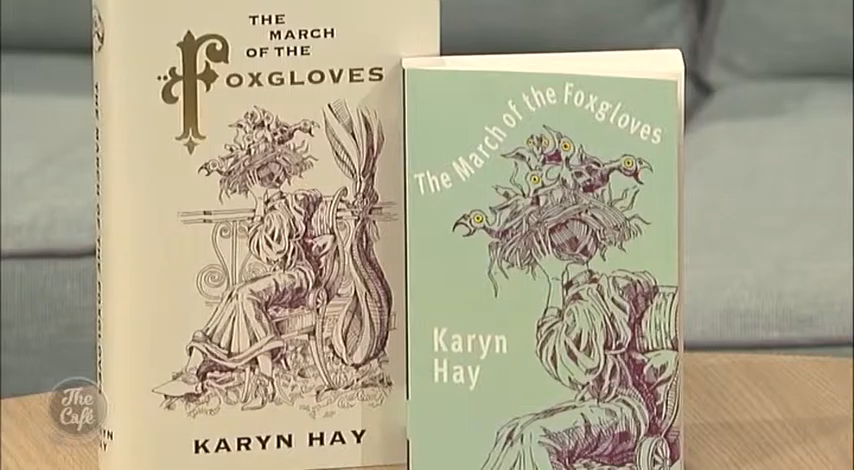 THE
MARCH
OF THE
FOXGLOVES
KARYN HAY
The March of the Foxgloves
Karyn
Hay
The
Café